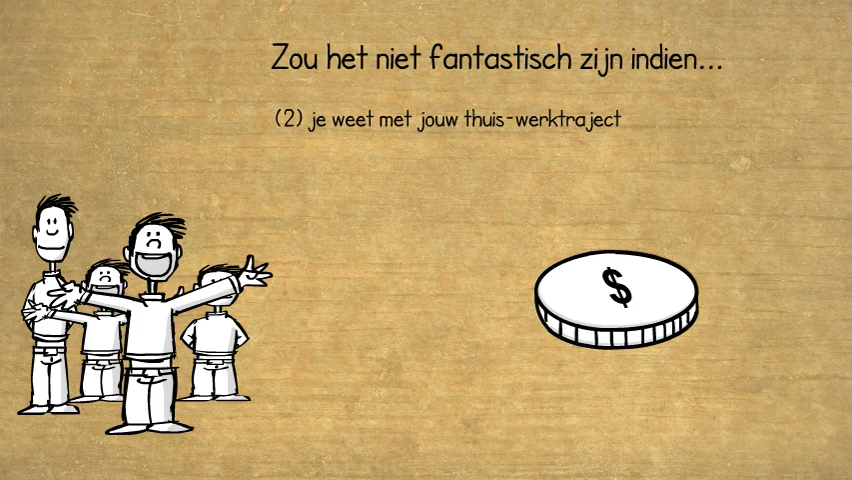 Zou het niet fantastisch zijn indien...
(2) je weet met jouw thuis-werktraject
$